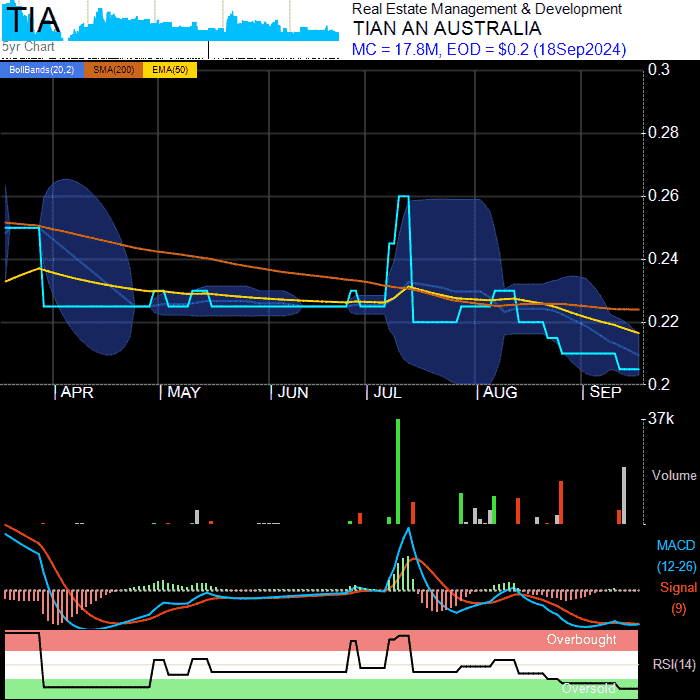 TIA
5yr Chart
Real Estate Management & Development
TIAN AN AUSTRALIA
MC = 17.8M, EOD = $0.2 (18Sep2024)
BollBands(20,2) SMA(200) EMA(50)
0.3
0.28
0.26
0.24
0.22
0.2
APR MAY JUN JUL AUG SEP
37k
Volume
MACD
(12-26)
Signal
(9)
Overbought
RSI(14)
Oversold